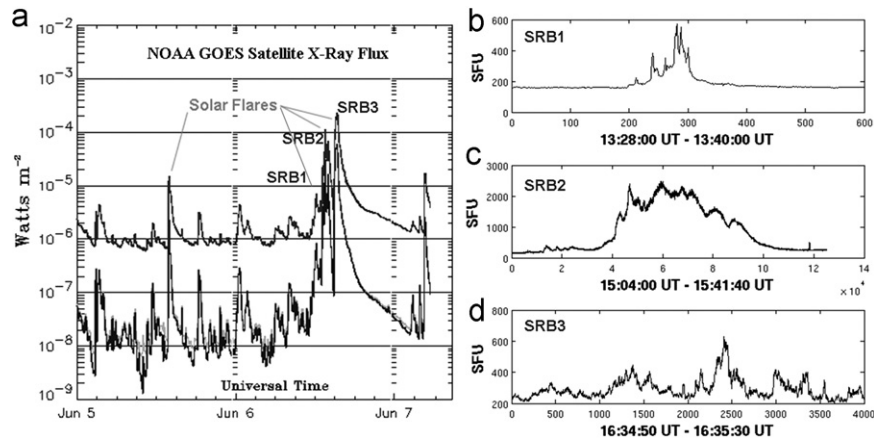 a
NOAA GOES Satellite X-Ray Flux
Solar Flares
SRB3
SRB2
SRB1
Watts m⁻²
10⁻²
10⁻³
10⁻⁴
10⁻⁵
10⁻⁶
10⁻⁷
10⁻⁸
10⁻⁹
Universal Time
Jun 5 Jun 6 Jun 7
b
SRB1
SFU
600
400
200
0
0 100 200 300 400 500 600
13:28:00 UT - 13:40:00 UT
c
SRB2
SFU
3000
2000
1000
0
0 2 4 6 8 10 12 14
× 10⁴
15:04:00 UT - 15:41:40 UT
d
SRB3
SFU
800
600
400
200
0 500 1000 1500 2000 2500 3000 3500 4000
16:34:50 UT - 16:35:30 UT